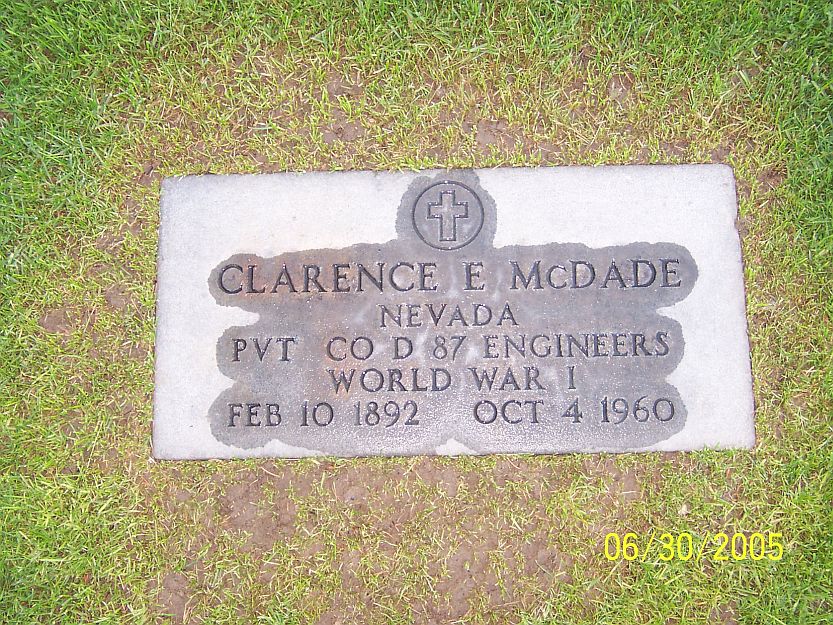 CLARENCE E McDADE
NEVADA
PVT CO D 87 ENGINEERS
WORLD WAR I
FEB 10 1892 OCT 4 1960
06/30/2005